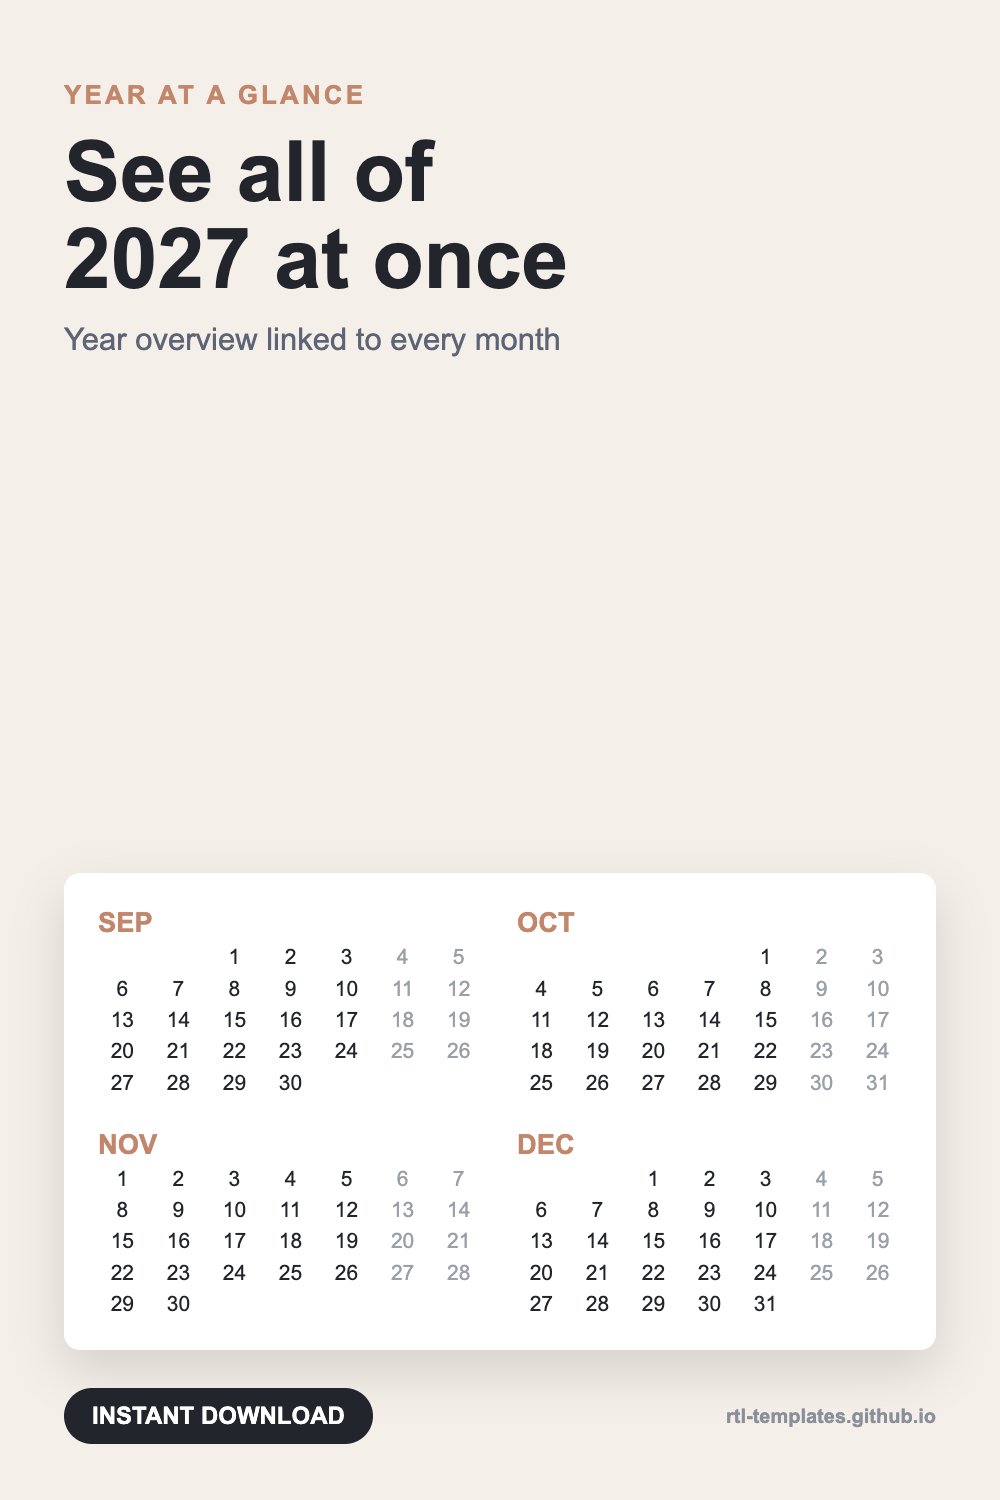 YEAR AT A GLANCE
See all of
2027 at once
Year overview linked to every month
SEP
1 2 3 4 5
6 7 8 9 10 11 12
13 14 15 16 17 18 19
20 21 22 23 24 25 26
27 28 29 30
OCT
1 2 3
4 5 6 7 8 9 10
11 12 13 14 15 16 17
18 19 20 21 22 23 24
25 26 27 28 29 30 31
NOV
1 2 3 4 5 6 7
8 9 10 11 12 13 14
15 16 17 18 19 20 21
22 23 24 25 26 27 28
29 30
DEC
1 2 3 4 5
6 7 8 9 10 11 12
13 14 15 16 17 18 19
20 21 22 23 24 25 26
27 28 29 30 31
INSTANT DOWNLOAD
rtl-templates.github.io